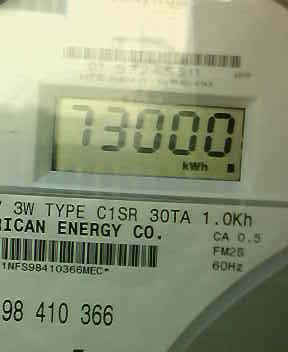 73000
kWh
3W TYPE C1SR 30TA 1.0Kh
RICAN ENERGY CO.
CA 0.5
FM2S
1NFS98410366MEC*
60Hz
98 410 366